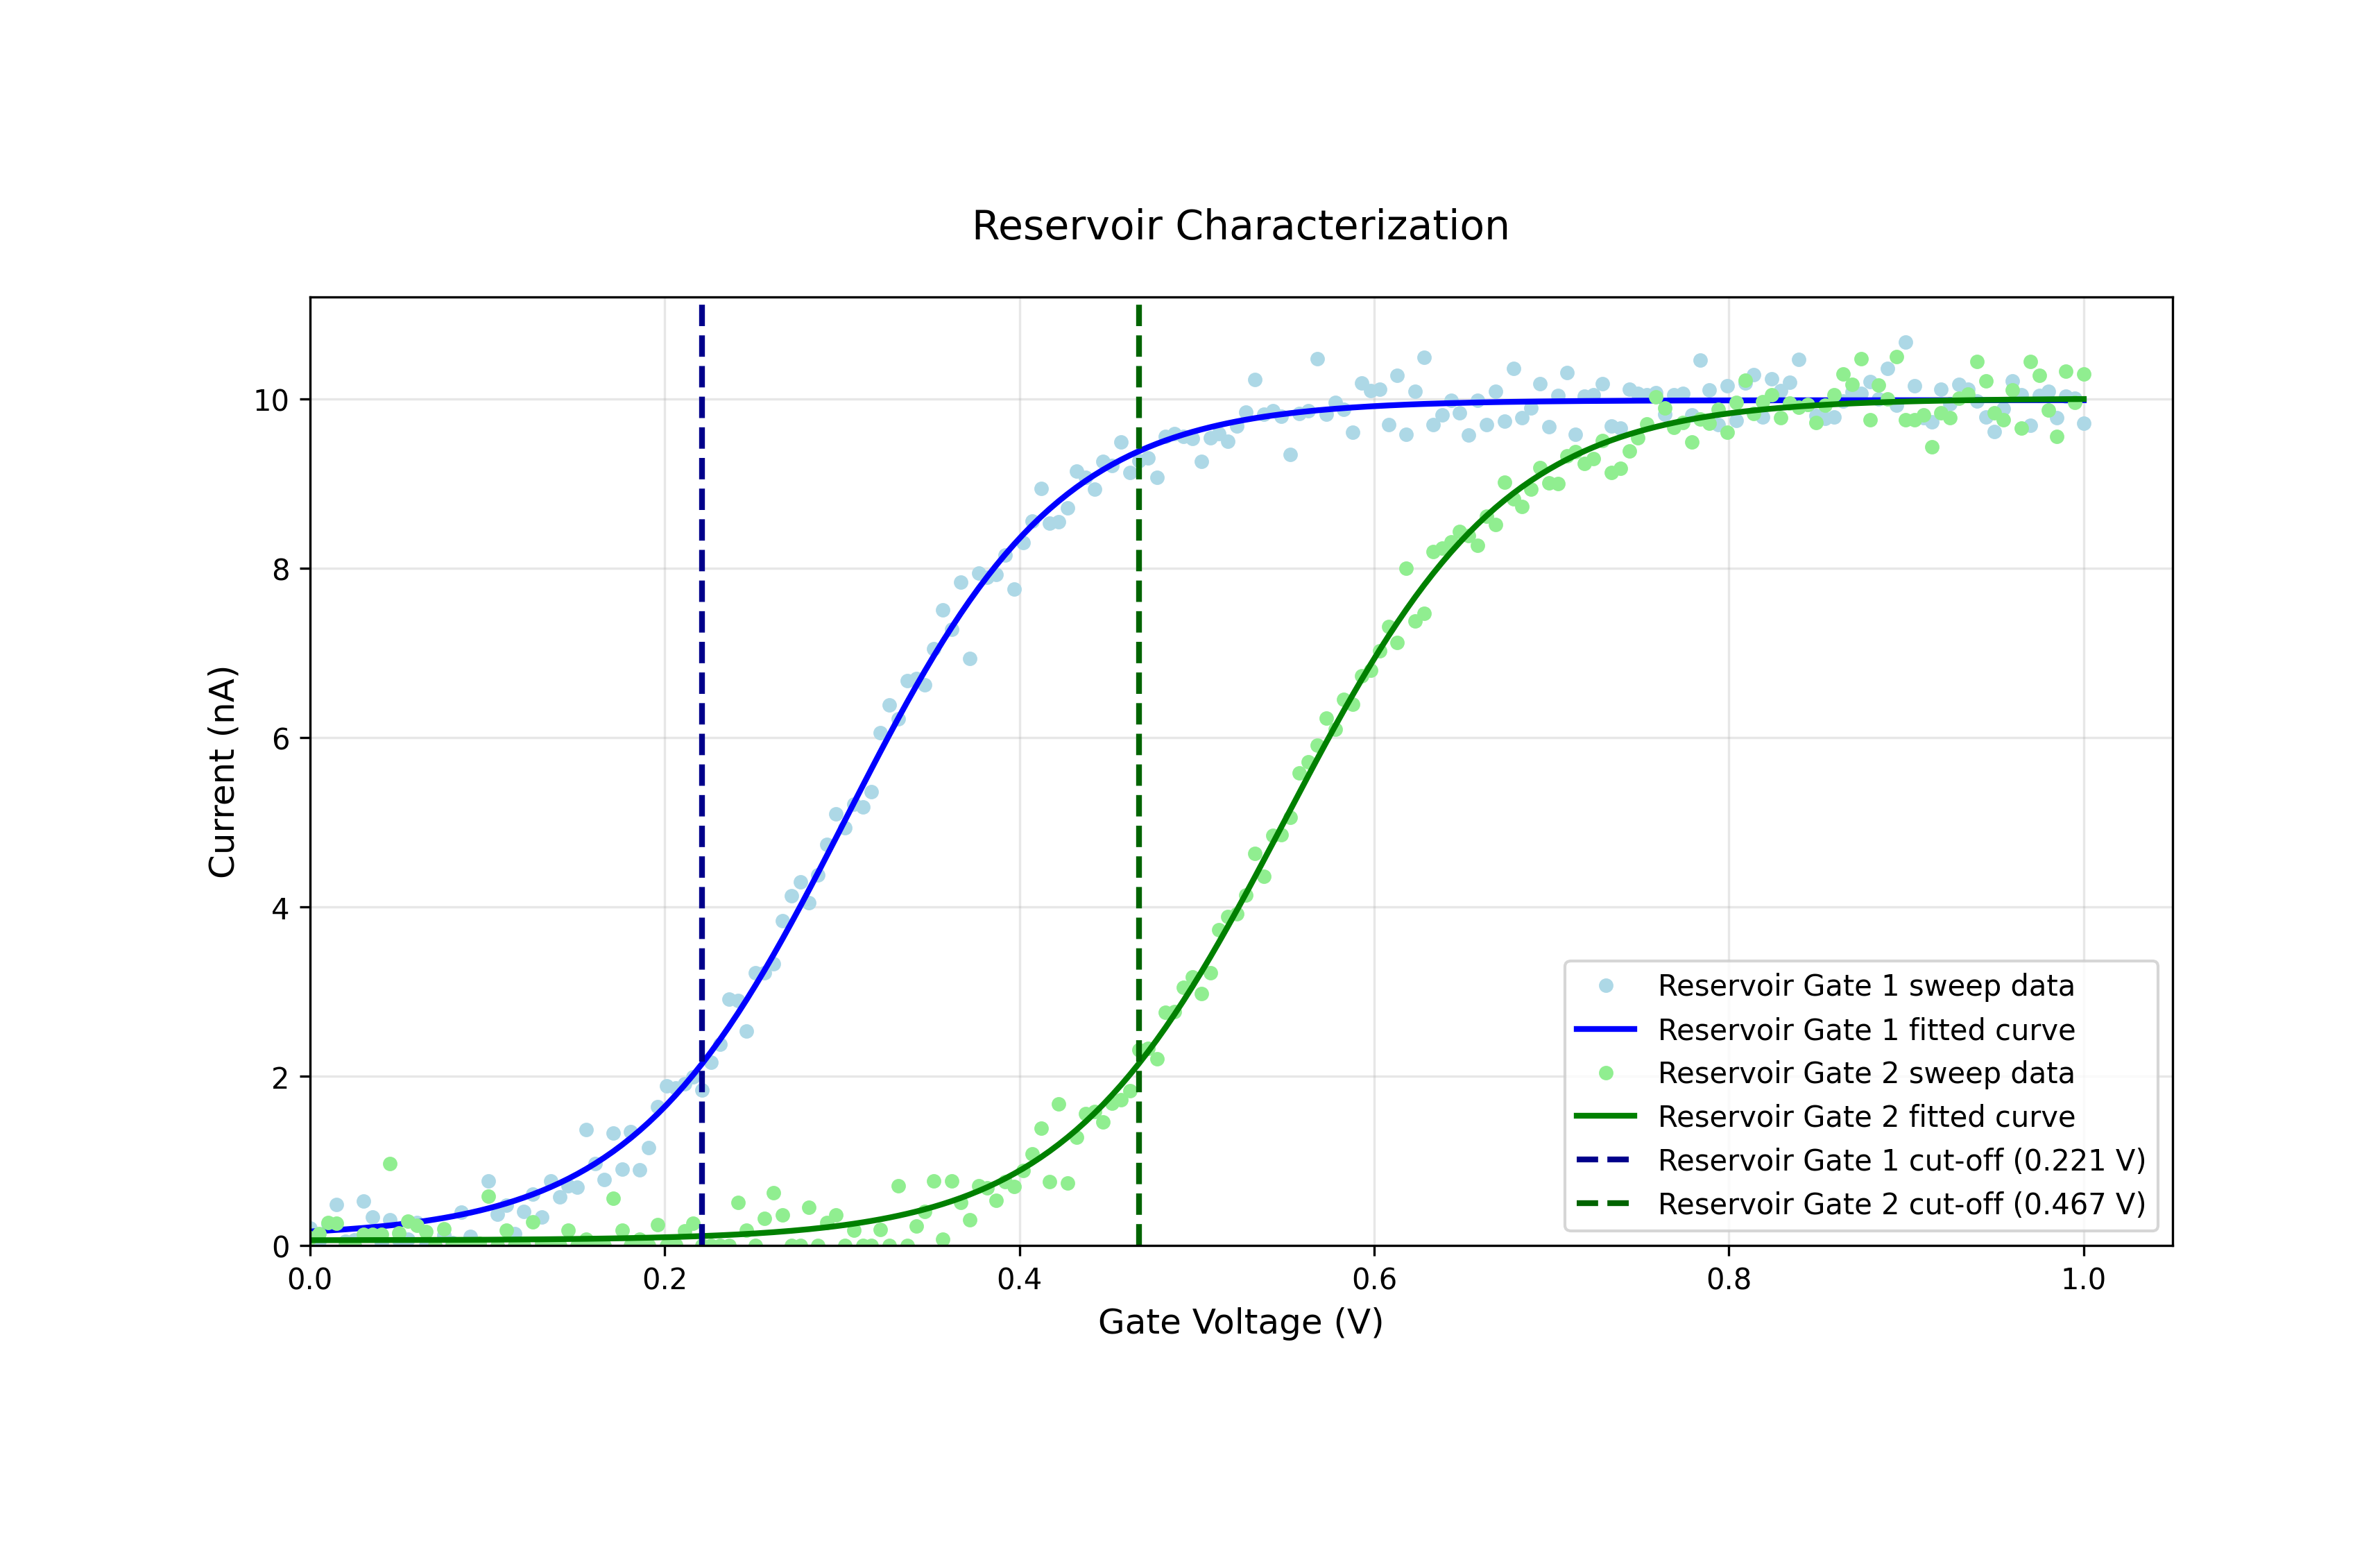 Reservoir Characterization
Current (nA)
10
8
6
4
2
0
0.0 0.2 0.4 0.6 0.8 1.0
Gate Voltage (V)
Reservoir Gate 1 sweep data
Reservoir Gate 1 fitted curve
Reservoir Gate 2 sweep data
Reservoir Gate 2 fitted curve
Reservoir Gate 1 cut-off (0.221 V)
Reservoir Gate 2 cut-off (0.467 V)